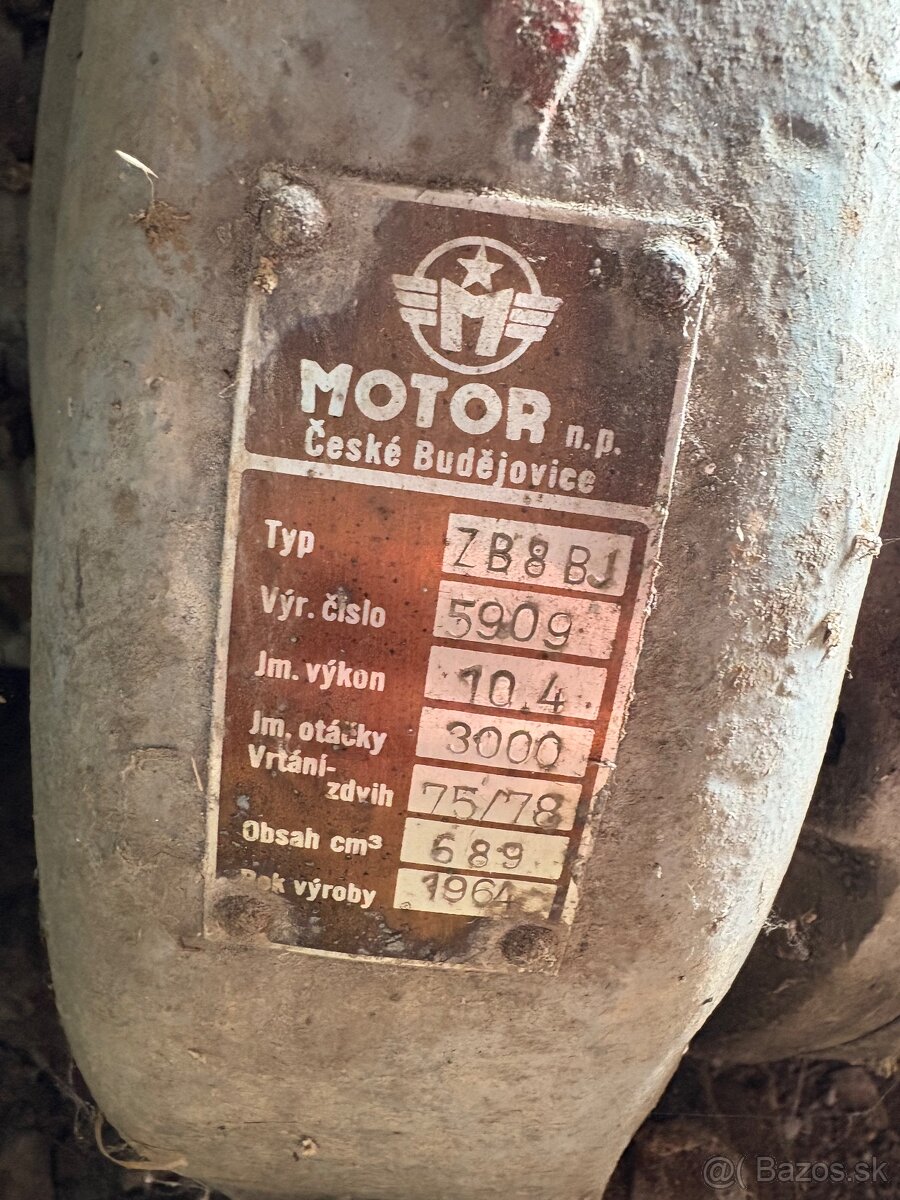 M
MOTOR n.p.
České Budějovice
Typ ZB8BJ
Výr. číslo 5909
Jm. výkon 10.4
Jm. otáčky 3000
Vrtání-
zdvih 75/78
Obsah cm³ 689
Rok výroby 1964
@( Bazos.sk